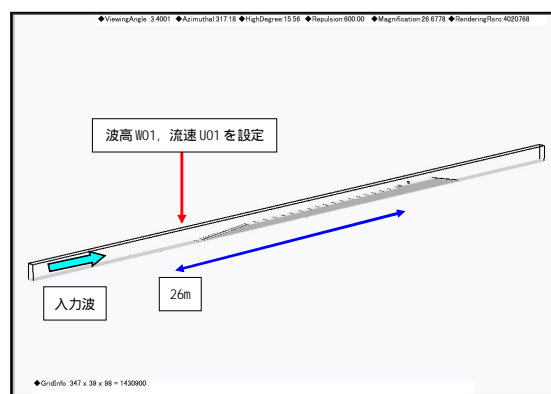 ◆ViewingAngle :3.4001 ◆Azimuthal:317.18 ◆HighDegree:15.56 ◆Repulsion:600.00 ◆Magnification:26.6778 ◆RenderingRsrc:4020768
波高 W01, 流速 U01 を設定
入力波
26m
◆GridInfo :347 x 39 x 98 = 1430900